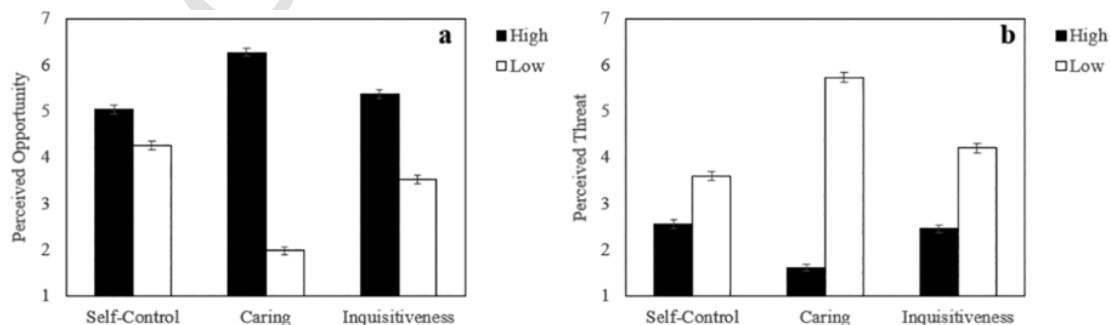 a
High
Low
7
6
5
4
3
2
1
Perceived Opportunity
Self-Control Caring Inquisitiveness
b
High
Low
7
6
5
4
3
2
1
Perceived Threat
Self-Control Caring Inquisitiveness